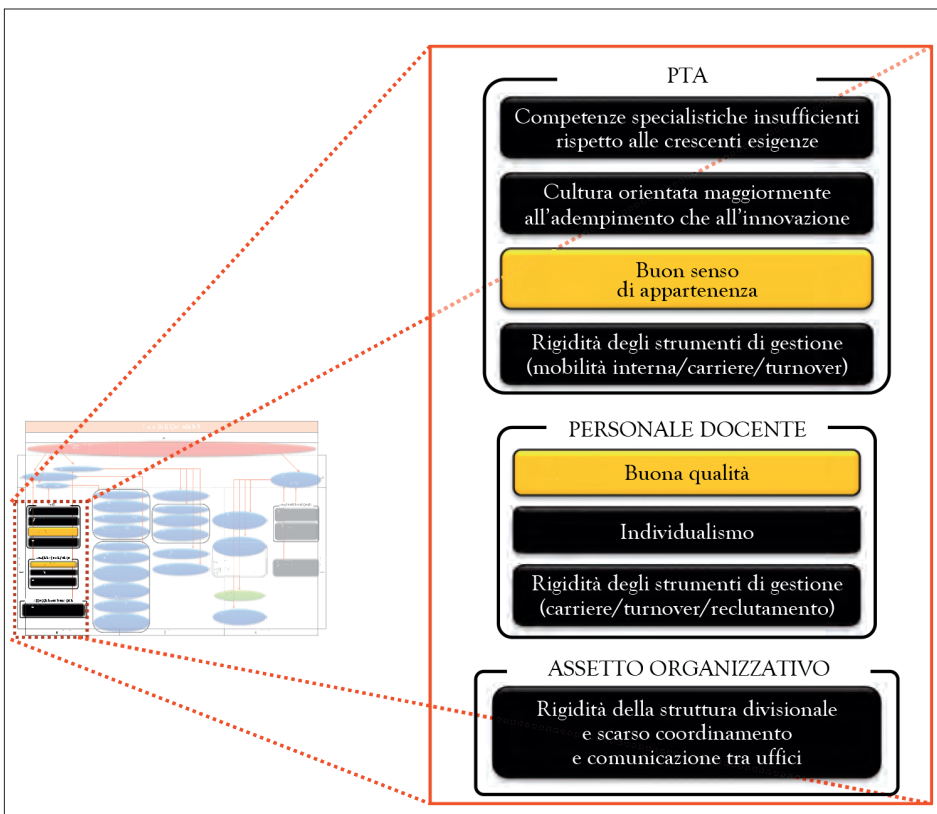 PTA
Competenze specialistiche insufficienti
rispetto alle crescenti esigenze
Cultura orientata maggiormente
all'adempimento che all'innovazione
Buon senso
di appartenenza
Rigidità degli strumenti di gestione
(mobilità interna/carriere/turnover)
PERSONALE DOCENTE
Buona qualità
Individualismo
Rigidità degli strumenti di gestione
(carriere/turnover/reclutamento)
ASSETTO ORGANIZZATIVO
Rigidità della struttura divisionale
e scarso coordinamento
e comunicazione tra uffici